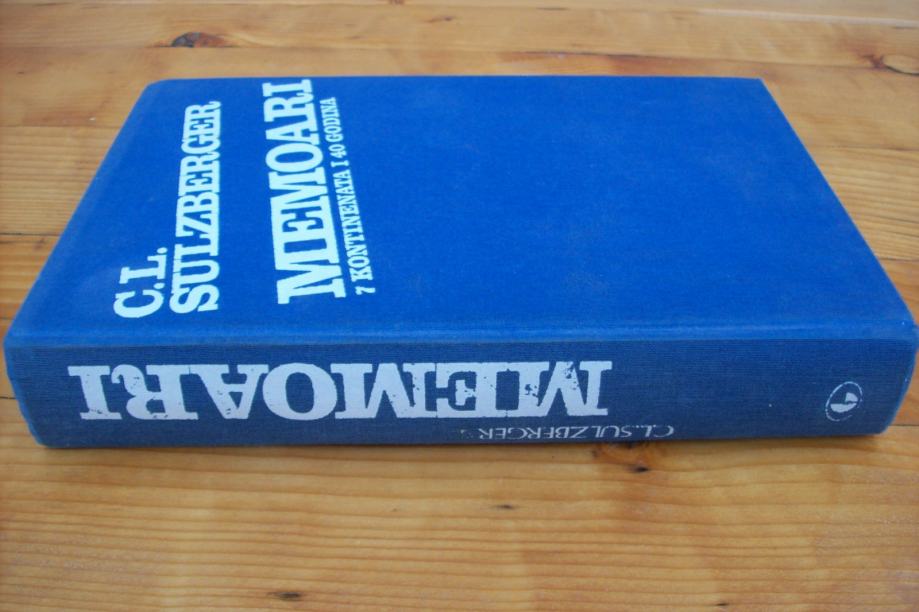 C.L.
SULZBERGER
MEMOARI
7 KONTINENATA I 40 GODINA
MEMOARI
C.L. SULZBERGER